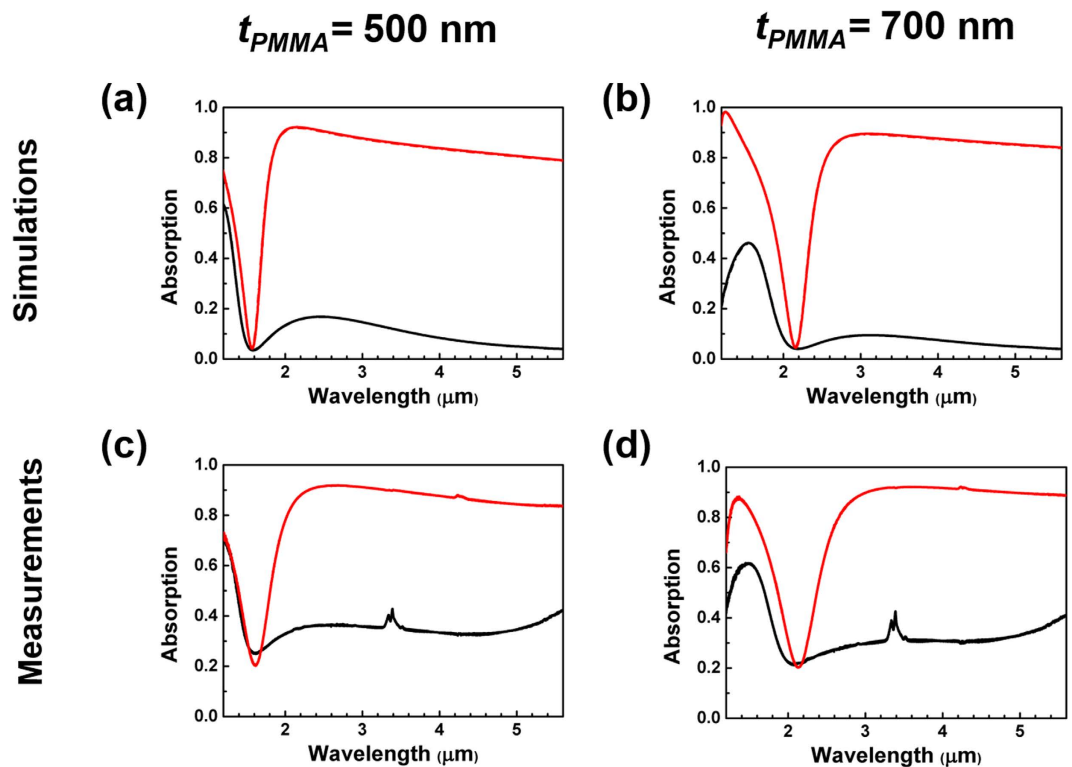 t_PMMA = 500 nm
t_PMMA = 700 nm
Simulations
(a)
1.0
0.8
0.6
0.4
0.2
0.0
Absorption
2 3 4 5
Wavelength (μm)
(b)
1.0
0.8
0.6
0.4
0.2
0.0
Absorption
2 3 4 5
Wavelength (μm)
Measurements
(c)
1.0
0.8
0.6
0.4
0.2
0.0
Absorption
2 3 4 5
Wavelength (μm)
(d)
1.0
0.8
0.6
0.4
0.2
0.0
Absorption
2 3 4 5
Wavelength (μm)